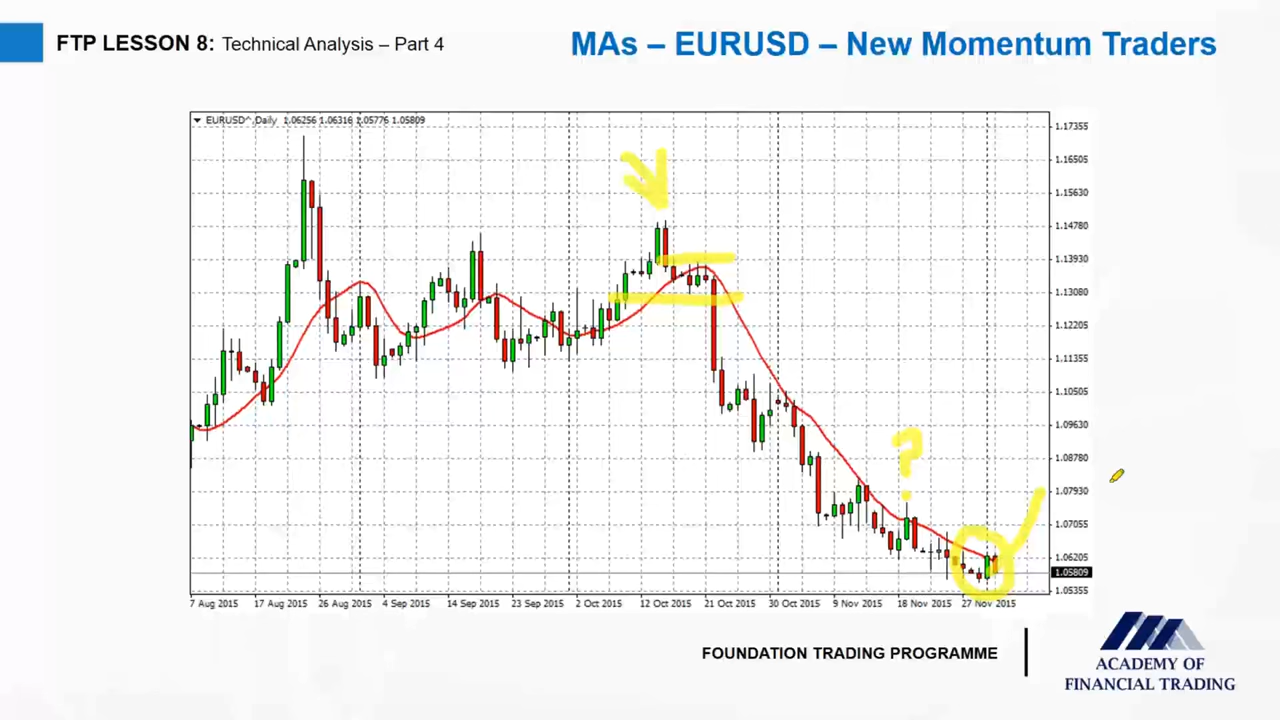 FTP LESSON 8: Technical Analysis – Part 4
MAs – EURUSD – New Momentum Traders
EURUSD^,Daily 1.06256 1.06316 1.05776 1.05809
1.17355
1.16505
1.15630
1.14780
1.13930
1.13080
1.12205
1.11355
1.10505
1.09630
1.08780
1.07930
1.07055
1.06205
1.05809
1.05355
7 Aug 2015 17 Aug 2015 26 Aug 2015 4 Sep 2015 14 Sep 2015 23 Sep 2015 2 Oct 2015 12 Oct 2015 21 Oct 2015 30 Oct 2015 9 Nov 2015 18 Nov 2015 27 Nov 2015
?
FOUNDATION TRADING PROGRAMME
ACADEMY OF
FINANCIAL TRADING